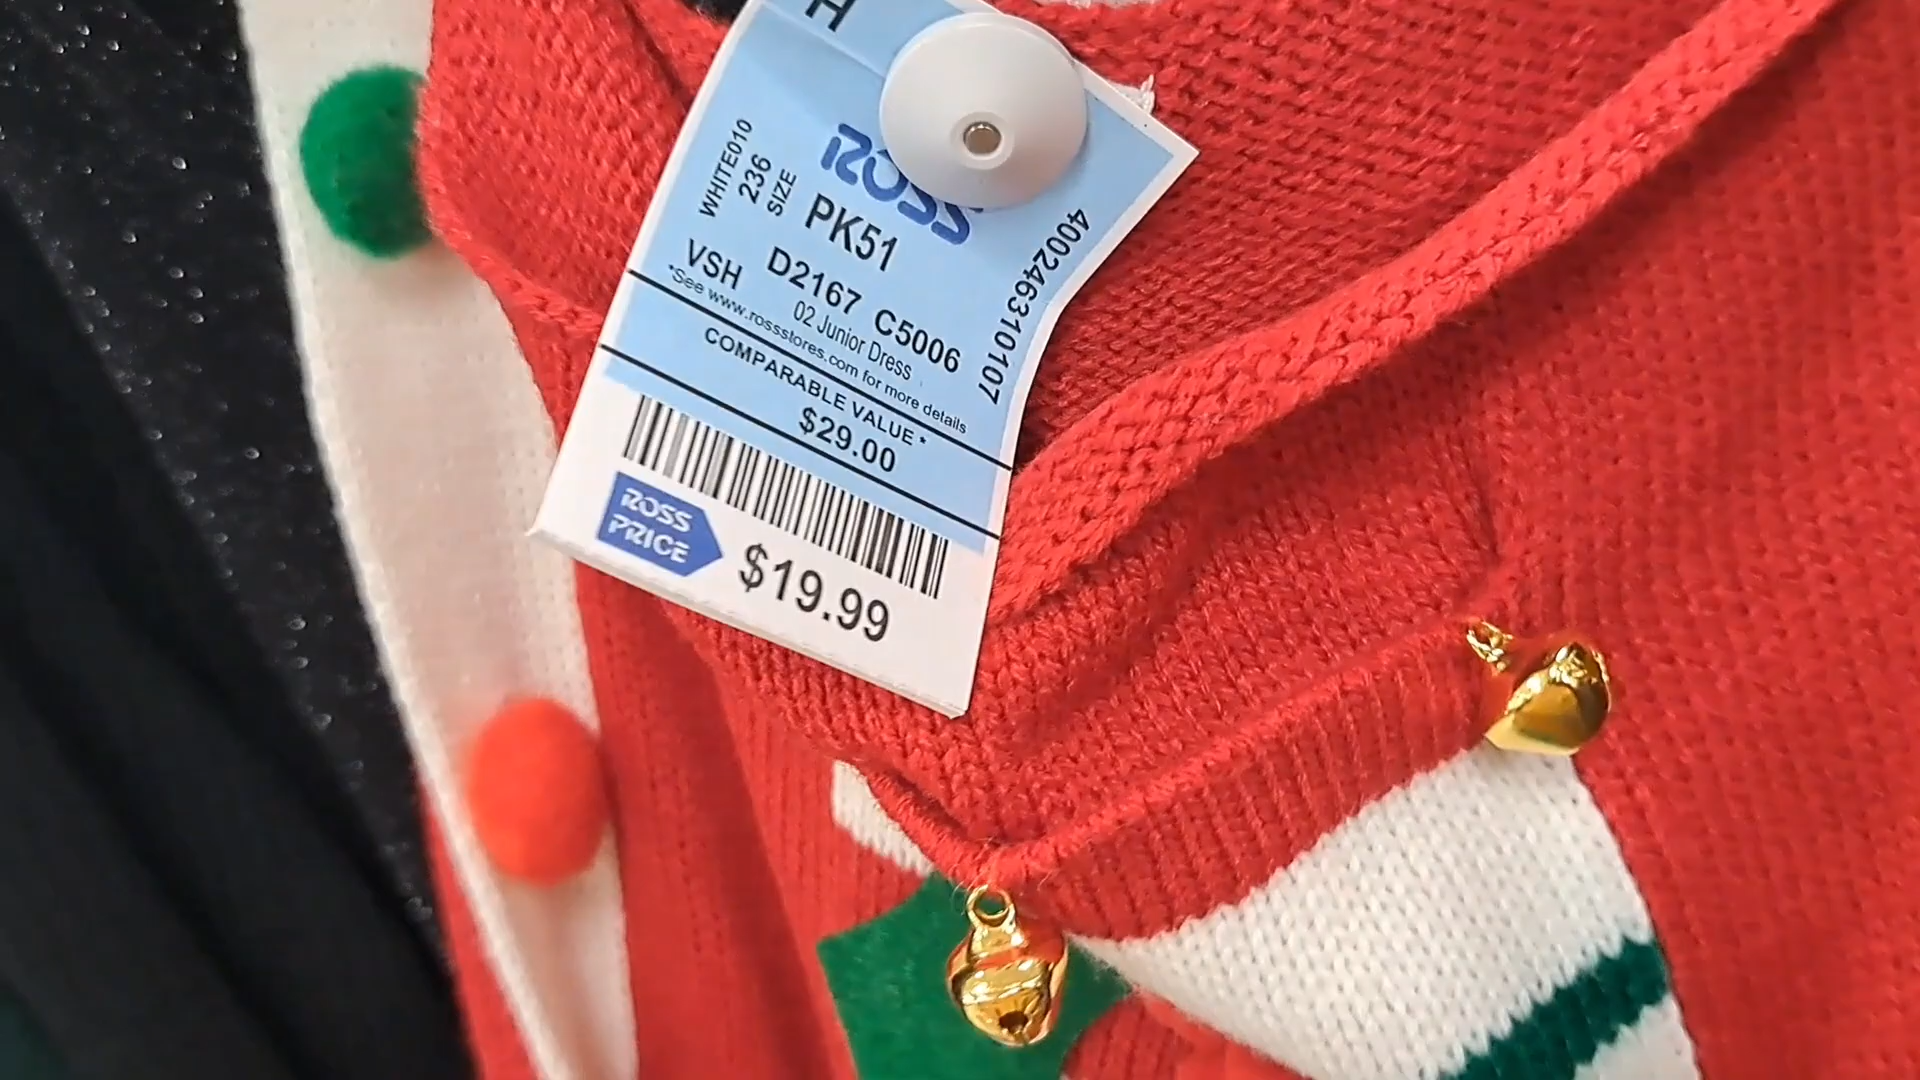 H
ROSS
WHITE010
236
SIZE
PK51
VSH D2167 C5006
02 Junior Dress
*See www.rossstores.com for more details
COMPARABLE VALUE *
$29.00
400246310107
ROSS
PRICE
$19.99